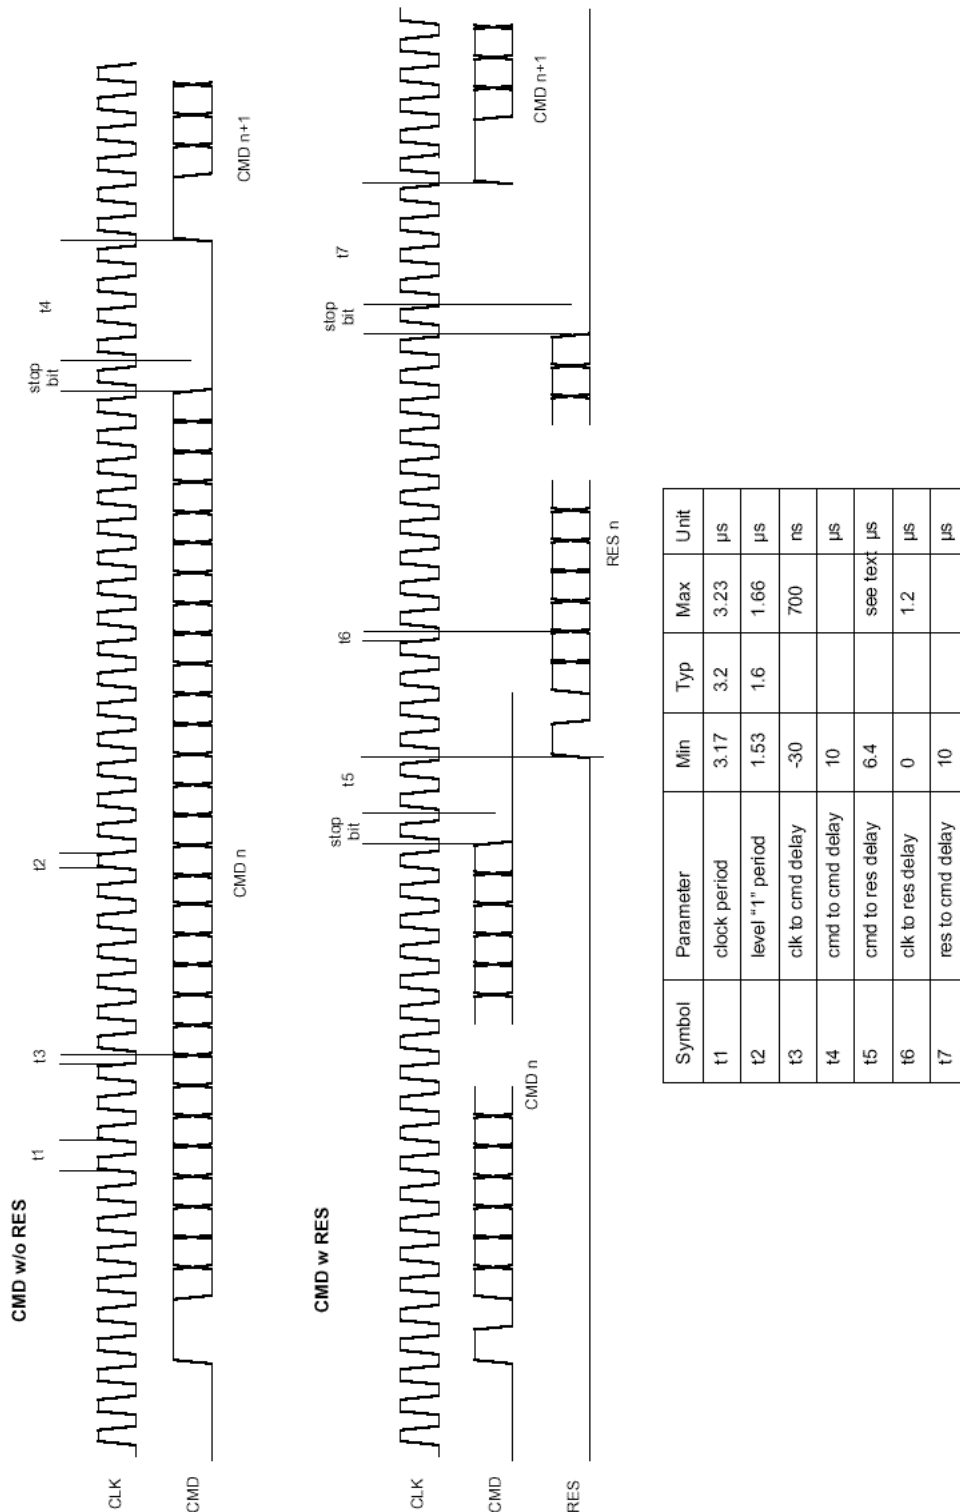 CMD w/o RES
t1
t3
t2
stop
bit
t4
CLK
CMD
CMD n
CMD n+1
CMD w RES
stop
bit
t5
t6
stop
bit
t7
CLK
CMD
CMD n
CMD n+1
RES
RES n
Symbol Parameter Min Typ Max Unit
t1 clock period 3.17 3.2 3.23 µs
t2 level “1” period 1.53 1.6 1.66 µs
t3 clk to cmd delay -30 700 ns
t4 cmd to cmd delay 10 µs
t5 cmd to res delay 6.4 see text µs
t6 clk to res delay 0 1.2 µs
t7 res to cmd delay 10 µs